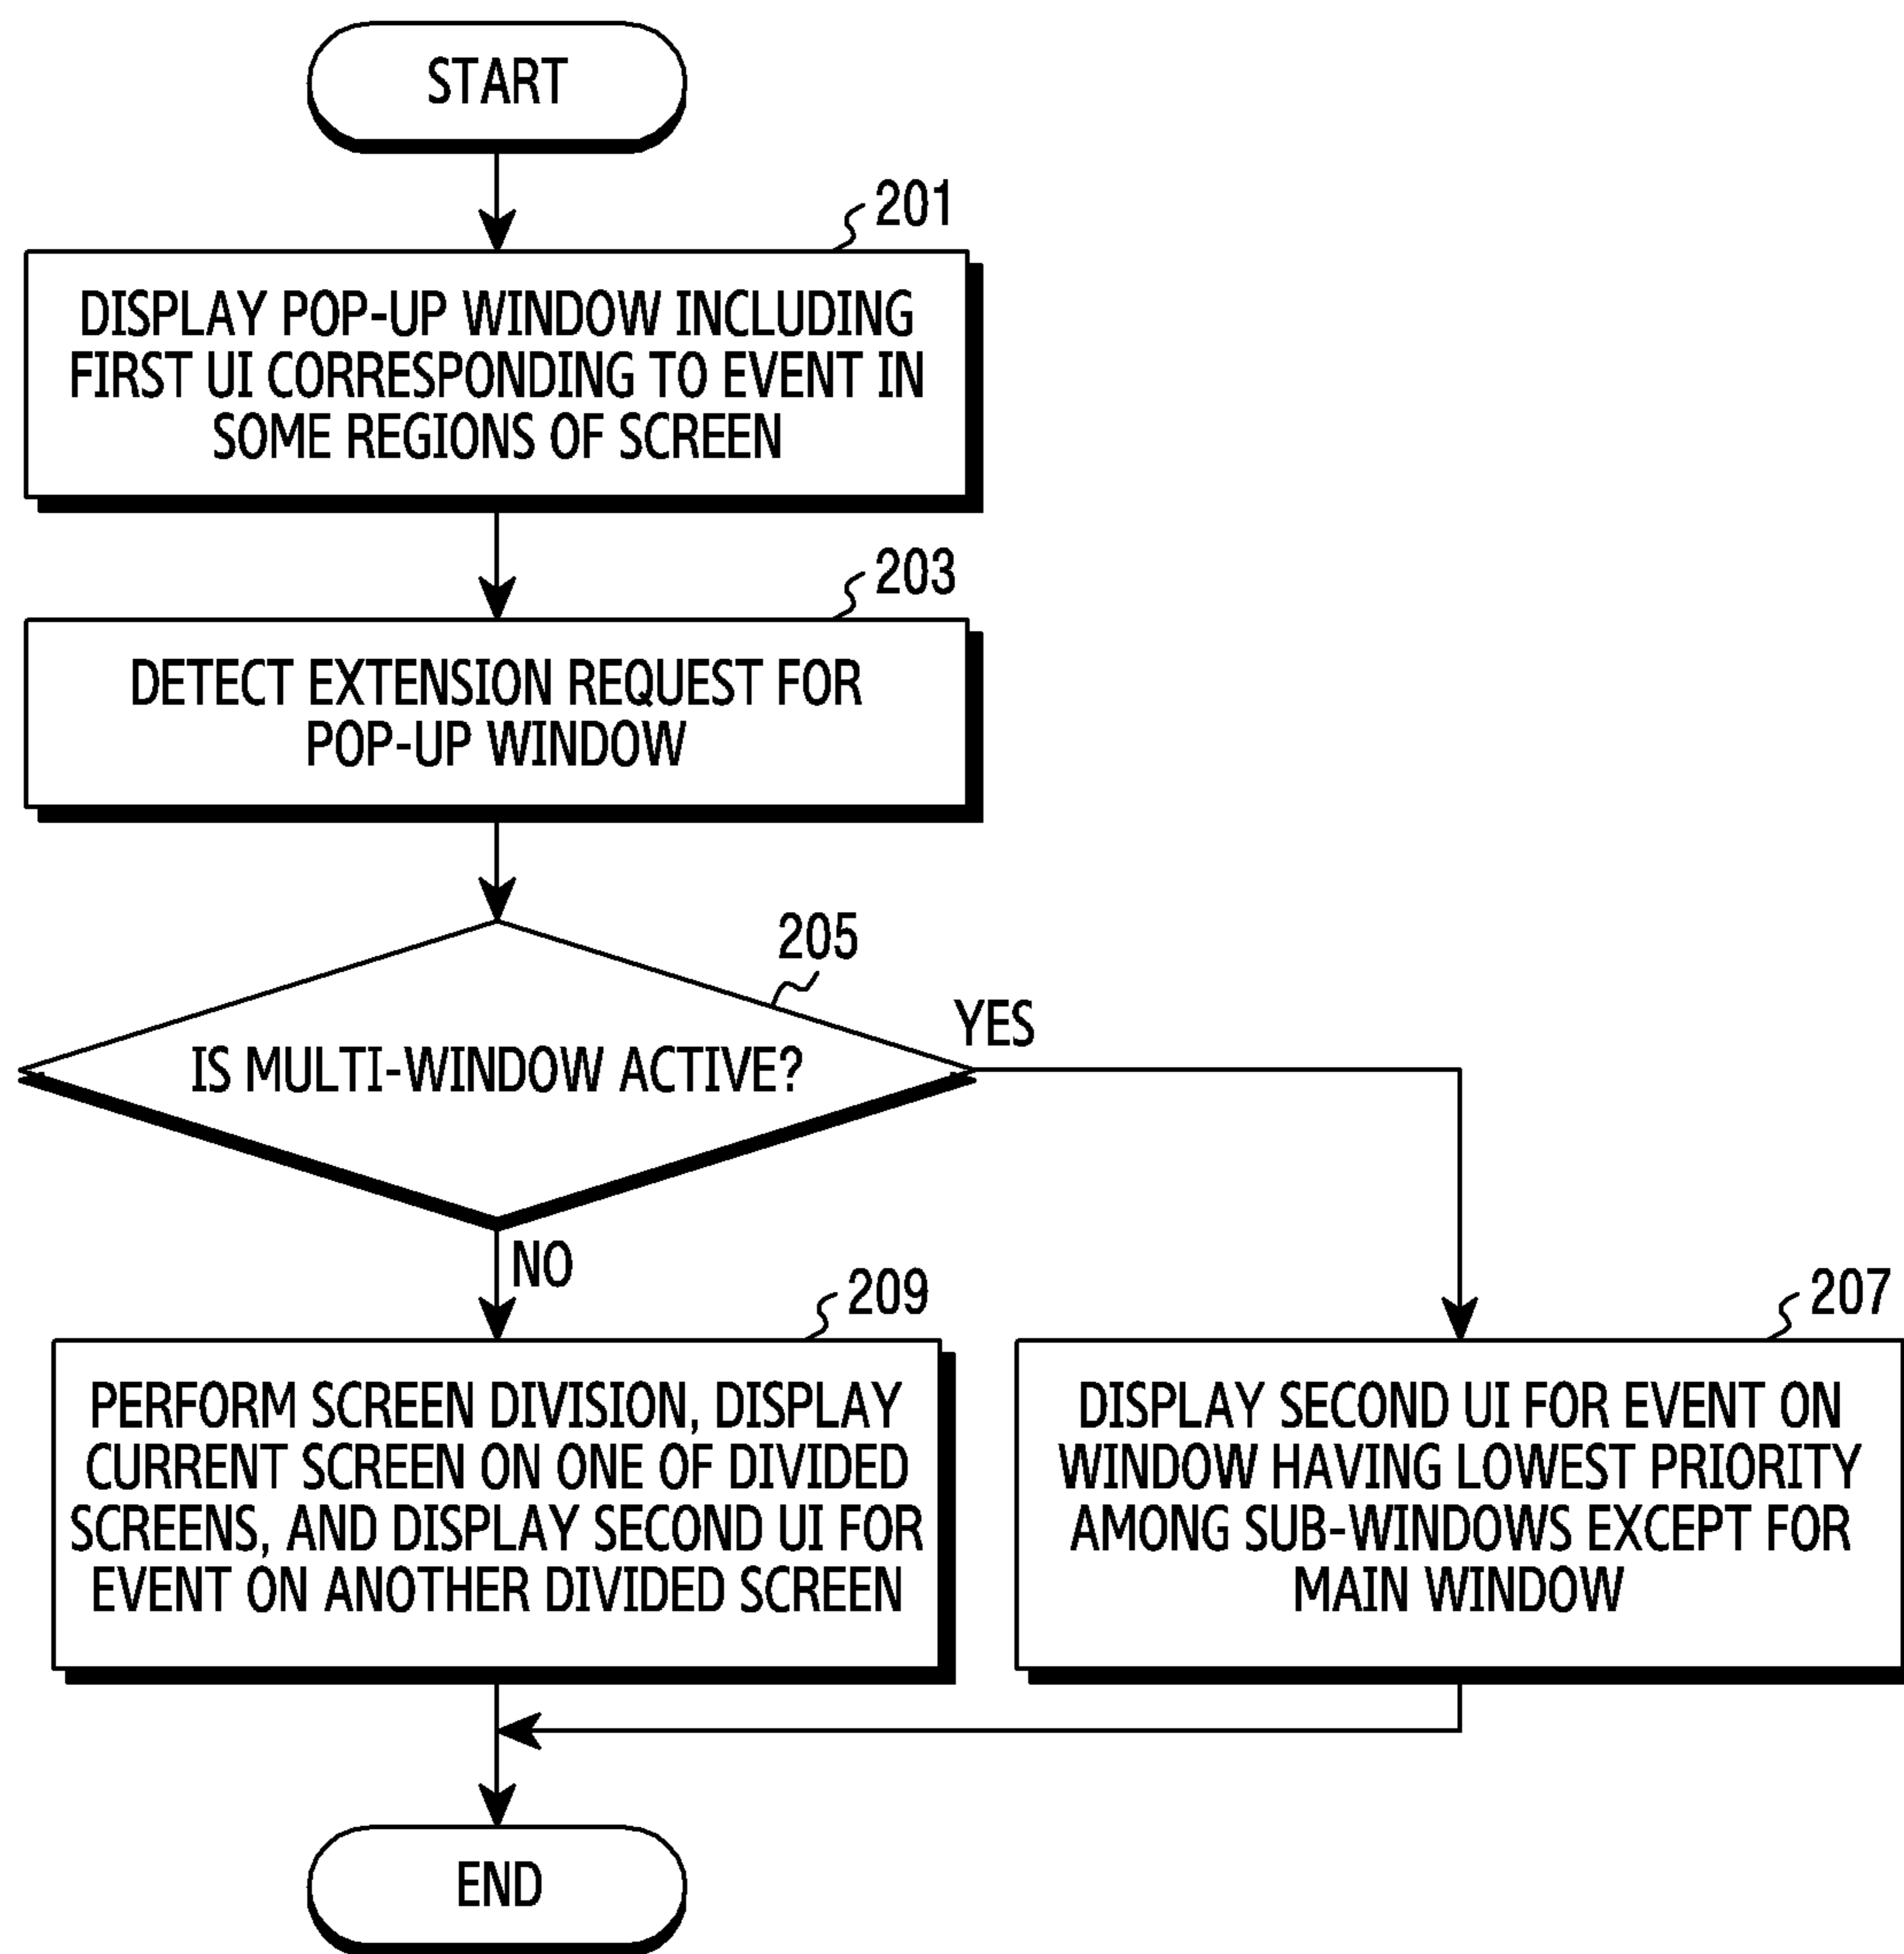 START
201
DISPLAY POP-UP WINDOW INCLUDING
FIRST UI CORRESPONDING TO EVENT IN
SOME REGIONS OF SCREEN
203
DETECT EXTENSION REQUEST FOR
POP-UP WINDOW
205
IS MULTI-WINDOW ACTIVE?
YES
NO
209
PERFORM SCREEN DIVISION, DISPLAY
CURRENT SCREEN ON ONE OF DIVIDED
SCREENS, AND DISPLAY SECOND UI FOR
EVENT ON ANOTHER DIVIDED SCREEN
207
DISPLAY SECOND UI FOR EVENT ON
WINDOW HAVING LOWEST PRIORITY
AMONG SUB-WINDOWS EXCEPT FOR
MAIN WINDOW
END